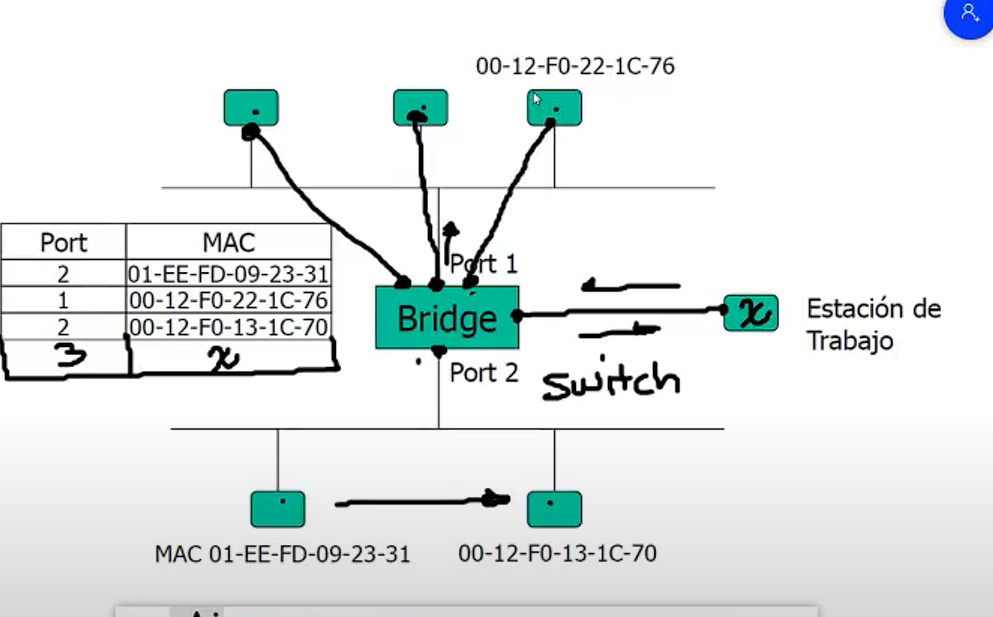 00-12-F0-22-1C-76
Port MAC
2 01-EE-FD-09-23-31
1 00-12-F0-22-1C-76
2 00-12-F0-13-1C-70
3 x
Port 1
Bridge
Port 2
x
Estación de
Trabajo
switch
MAC 01-EE-FD-09-23-31
00-12-F0-13-1C-70